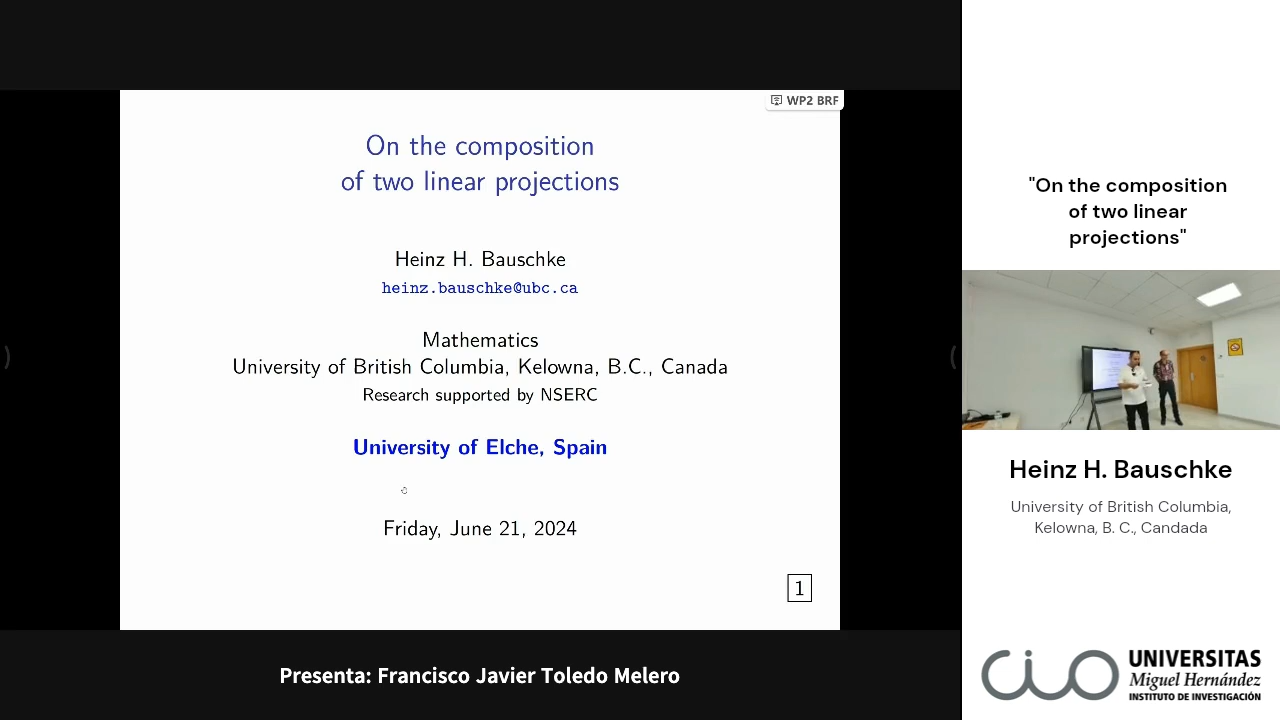 WP2 BRF
On the composition
of two linear projections
Heinz H. Bauschke
heinz.bauschke@ubc.ca
Mathematics
University of British Columbia, Kelowna, B.C., Canada
Research supported by NSERC
University of Elche, Spain
Friday, June 21, 2024
1
Presenta: Francisco Javier Toledo Melero
"On the composition
of two linear
projections"
Heinz H. Bauschke
University of British Columbia,
Kelowna, B. C., Candada
cio
UNIVERSITAS
Miguel Hernández
INSTITUTO DE INVESTIGACIÓN